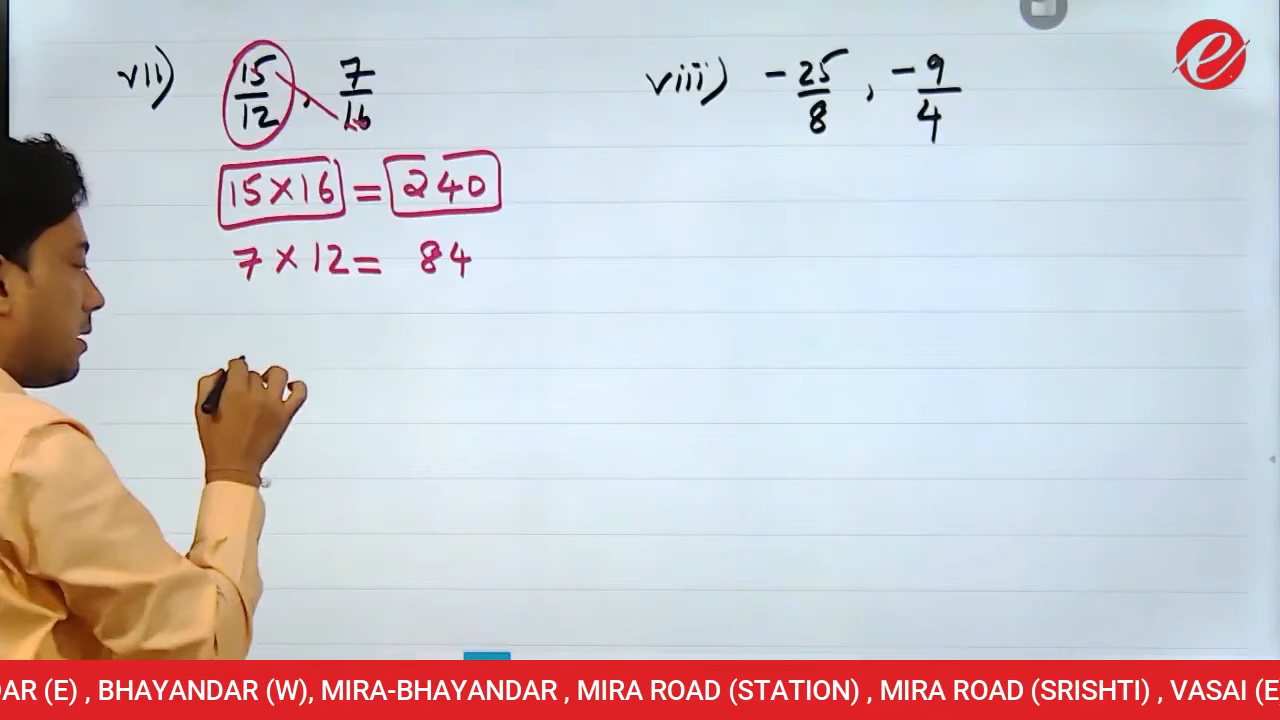 vii) 15/12 , 7/16
15×16 = 240
7×12= 84
viii) -25/8 , -9/4
e
DAR (E) , BHAYANDAR (W), MIRA-BHAYANDAR , MIRA ROAD (STATION) , MIRA ROAD (SRISHTI) , VASAI (E